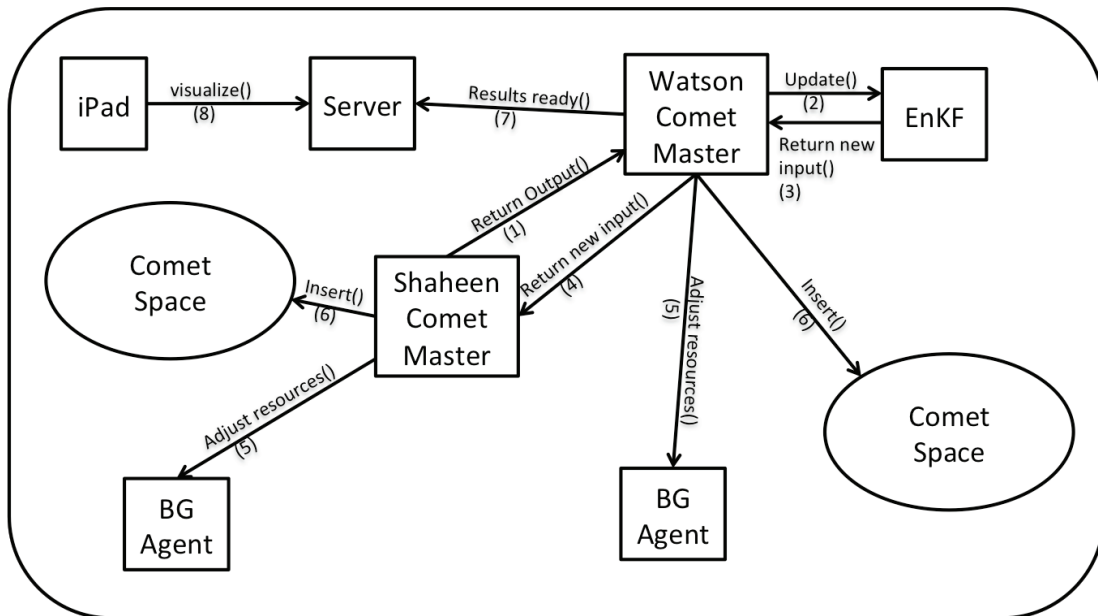 iPad
visualize()
(8)
Server
Results ready()
(7)
Watson
Comet
Master
Update()
(2)
Return new
input()
(3)
EnKF
Return Output()
(1)
Return new input()
(4)
Comet
Space
Insert()
(6)
Shaheen
Comet
Master
Adjust resources()
(5)
Insert()
(6)
Adjust resources()
(5)
Comet
Space
BG
Agent
BG
Agent